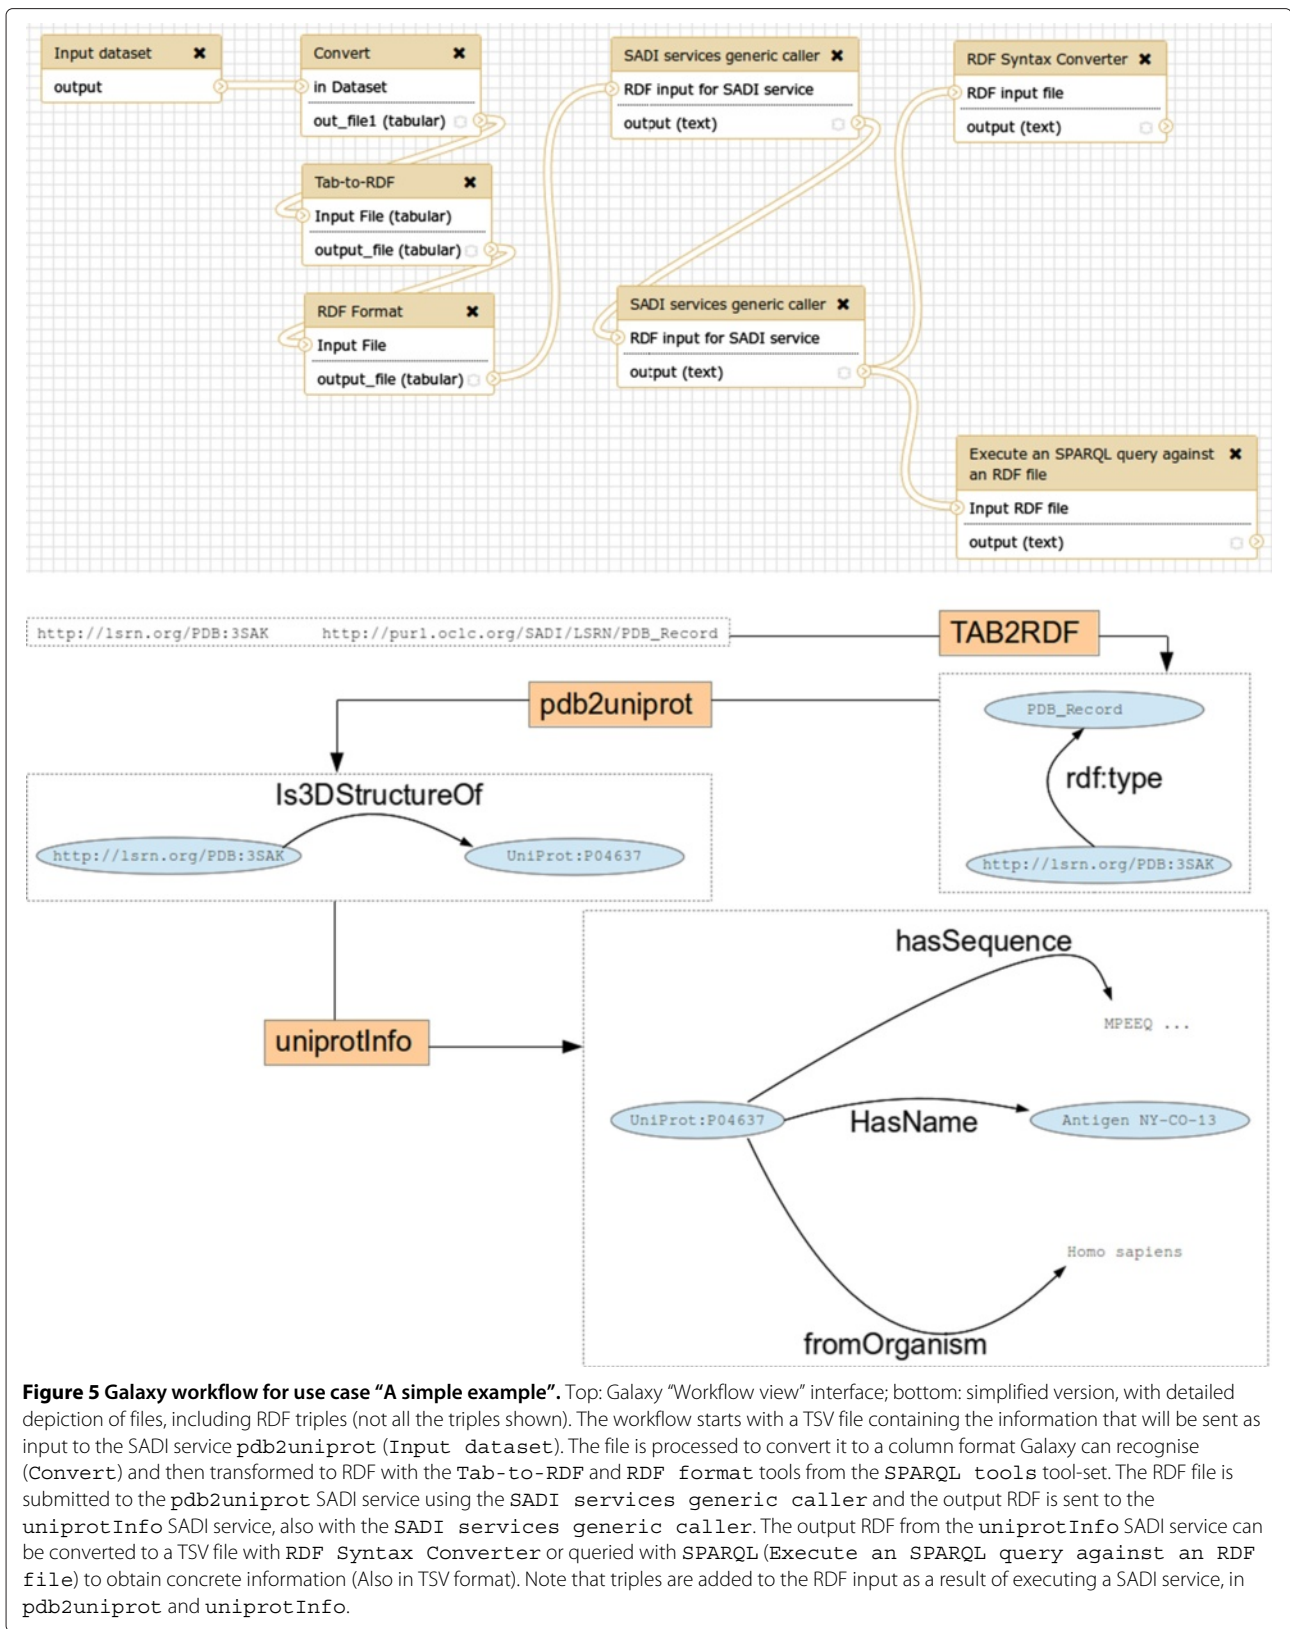 Input dataset ✖
output
Convert ✖
in Dataset
out_file1 (tabular)
Tab-to-RDF ✖
Input File (tabular)
output_file (tabular)
RDF Format ✖
Input File
output_file (tabular)
SADI services generic caller ✖
RDF input for SADI service
output (text)
SADI services generic caller ✖
RDF input for SADI service
output (text)
RDF Syntax Converter ✖
RDF input file
output (text)
Execute an SPARQL query against ✖
an RDF file
Input RDF file
output (text)
http://lsrn.org/PDB:3SAK http://purl.oclc.org/SADI/LSRN/PDB_Record
TAB2RDF
pdb2uniprot
PDB_Record
rdf:type
http://lsrn.org/PDB:3SAK
Is3DStructureOf
http://lsrn.org/PDB:3SAK
UniProt:P04637
uniprotInfo
hasSequence
MPEEQ ...
UniProt:P04637
HasName
Antigen NY-CO-13
Homo sapiens
fromOrganism
Figure 5 Galaxy workflow for use case “A simple example”. Top: Galaxy “Workflow view” interface; bottom: simplified version, with detailed
depiction of files, including RDF triples (not all the triples shown). The workflow starts with a TSV file containing the information that will be sent as
input to the SADI service pdb2uniprot (Input dataset). The file is processed to convert it to a column format Galaxy can recognise
(Convert) and then transformed to RDF with the Tab-to-RDF and RDF format tools from the SPARQL tools tool-set. The RDF file is
submitted to the pdb2uniprot SADI service using the SADI services generic caller and the output RDF is sent to the
uniprotInfo SADI service, also with the SADI services generic caller. The output RDF from the uniprotInfo SADI service can
be converted to a TSV file with RDF Syntax Converter or queried with SPARQL (Execute an SPARQL query against an RDF
file) to obtain concrete information (Also in TSV format). Note that triples are added to the RDF input as a result of executing a SADI service, in
pdb2uniprot and uniprotInfo.